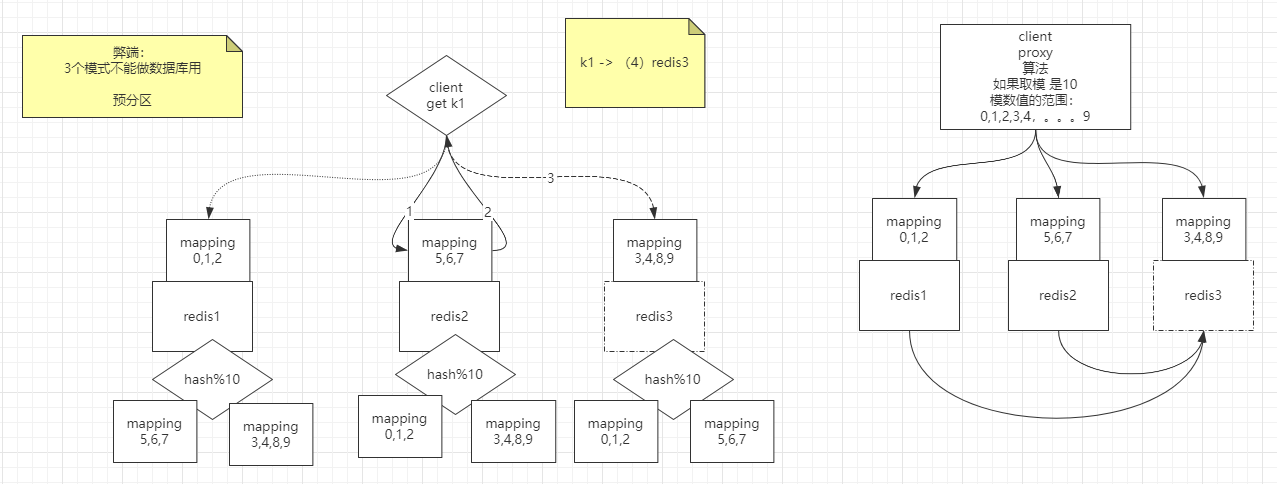 弊端：
3个模式不能做数据库用
预分区
client
get k1
k1 -> （4）redis3
1
2
3
mapping
0,1,2
redis1
hash%10
mapping
5,6,7
mapping
3,4,8,9
mapping
5,6,7
redis2
hash%10
mapping
0,1,2
mapping
3,4,8,9
mapping
3,4,8,9
redis3
hash%10
mapping
0,1,2
mapping
5,6,7
client
proxy
算法
如果取模 是10
模数值的范围：
0,1,2,3,4，。。。9
mapping
0,1,2
redis1
mapping
5,6,7
redis2
mapping
3,4,8,9
redis3